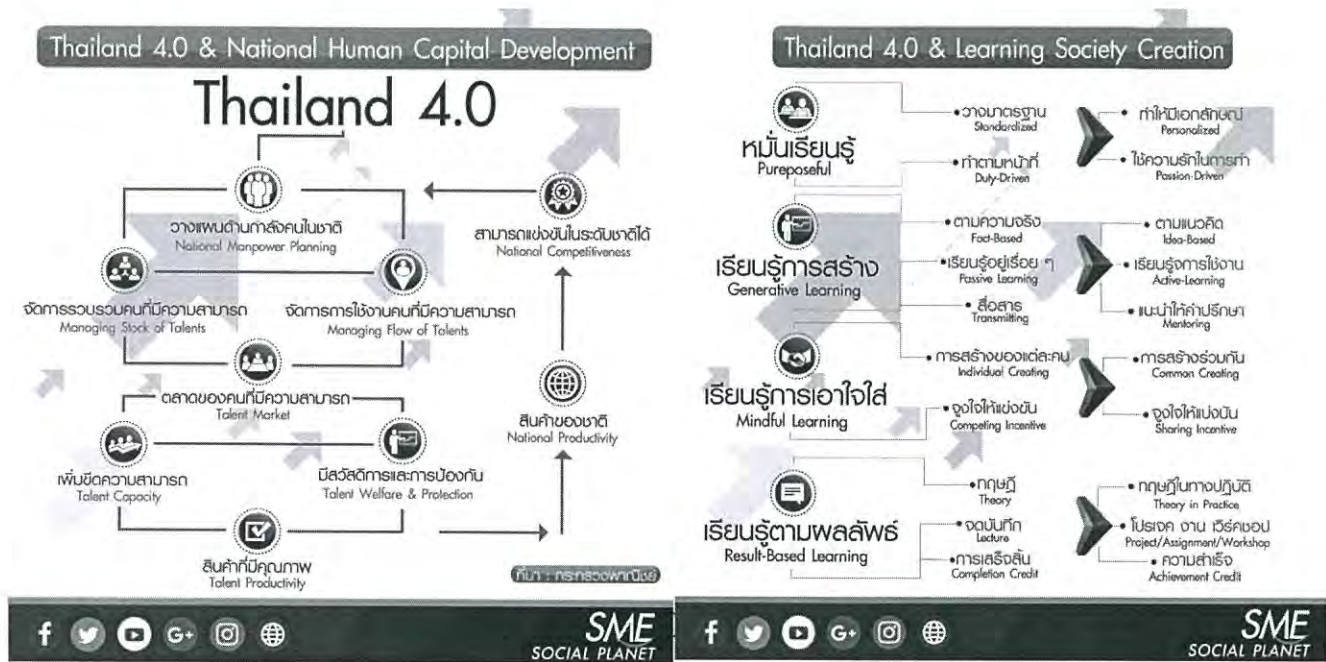 Thailand 4.0 & National Human Capital Development
Thailand 4.0
วางแผนด้านกำลังคนในชาติ
National Manpower Planning
จัดการรวบรวมคนที่มีความสามารถ
Managing Stock of Talents
จัดการการใช้งานคนที่มีความสามารถ
Managing Flow of Talents
ตลาดของคนที่มีความสามารถ
Talent Market
เพิ่มขีดความสามารถ
Talent Capacity
มีสวัสดิการและการป้องกัน
Talent Welfare & Protection
สินค้าที่มีคุณภาพ
Talent Productivity
สามารถแข่งขันในระดับชาติได้
National Competitiveness
สินค้าของชาติ
National Productivity
ที่มา : กระทรวงพาณิชย์
f
G+
SME
SOCIAL PLANET
Thailand 4.0 & Learning Society Creation
หมั่นเรียนรู้
Pureposeful
•วางมาตรฐาน
Standardized
• ทำให้มีเอกลักษณ์
Personalized
•ทำตามหน้าที่
Duty-Driven
• ใช้ความรักในการทำ
Passion-Driven
เรียนรู้การสร้าง
Generative Learning
•ตามความจริง
Fact-Based
• ตามแนวคิด
Idea-Based
•เรียนรู้อยู่เรื่อย ๆ
Passive Learning
• เรียนรู้จการใช้งาน
Active-Learning
• สื่อสาร
Transmitting
• แนะนำให้คำปรึกษา
Mentoring
เรียนรู้การเอาใจใส่
Mindful Learning
•การสร้างของแต่ละคน
Individual Creating
•การสร้างร่วมกัน
Common Creating
• จูงใจให้แข่งขัน
Competing Incentive
• จูงใจให้แบ่งปัน
Sharing Incentive
เรียนรู้ตามผลลัพธ์
Result-Based Learning
•ทฤษฎี
Theory
• ทฤษฎีในทางปฏิบัติ
Theory in Practice
• จดบันทึก
Lecture
• โปรเจค งาน เวิร์คชอป
Project/Assignment/Workshop
•การเสร็จสิ้น
Completion Credit
• ความสำเร็จ
Achievement Credit
f
G+
SME
SOCIAL PLANET